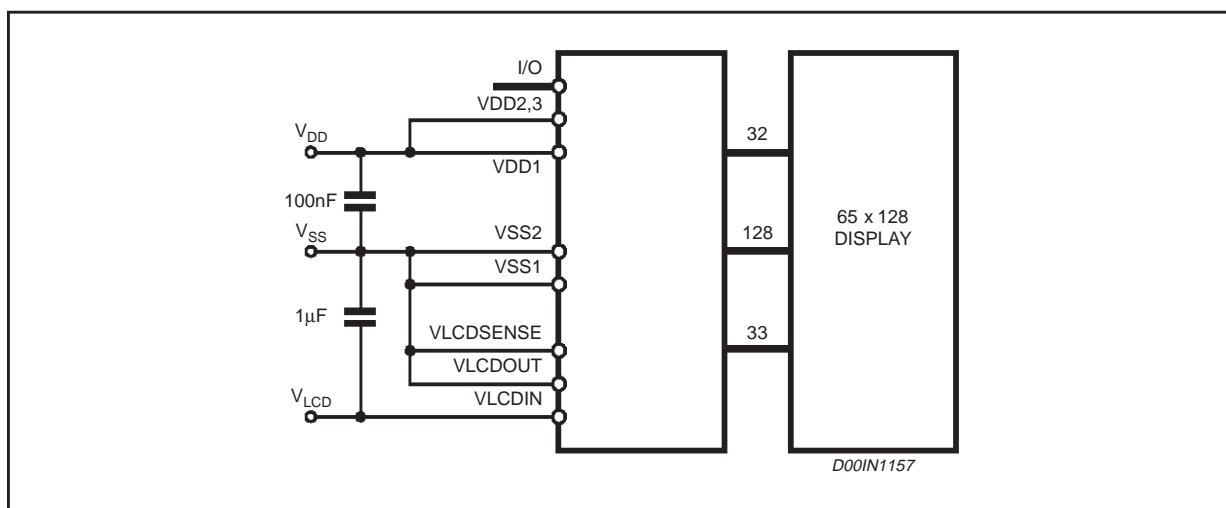 I/O
VDD2,3
V_DD
VDD1
100nF
V_SS
VSS2
VSS1
1µF
VLCDSENSE
VLCDOUT
V_LCD
VLCDIN
32
128
33
65 x 128
DISPLAY
D00IN1157